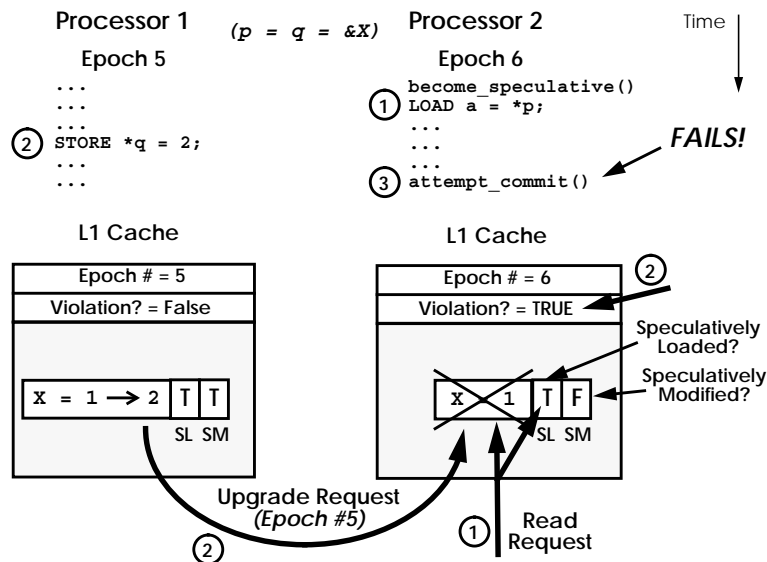 Processor 1
(p = q = &X)
Processor 2
Time
Epoch 5
Epoch 6
...
...
...
2 STORE *q = 2;
...
...
become_speculative()
1 LOAD a = *p;
...
...
...
3 attempt_commit()
FAILS!
L1 Cache
Epoch # = 5
Violation? = False
X = 1 → 2 T T
SL SM
L1 Cache
Epoch # = 6
Violation? = TRUE
2
Speculatively
Loaded?
Speculatively
Modified?
X = 1 T F
SL SM
Upgrade Request
(Epoch #5)
2
1
Read
Request